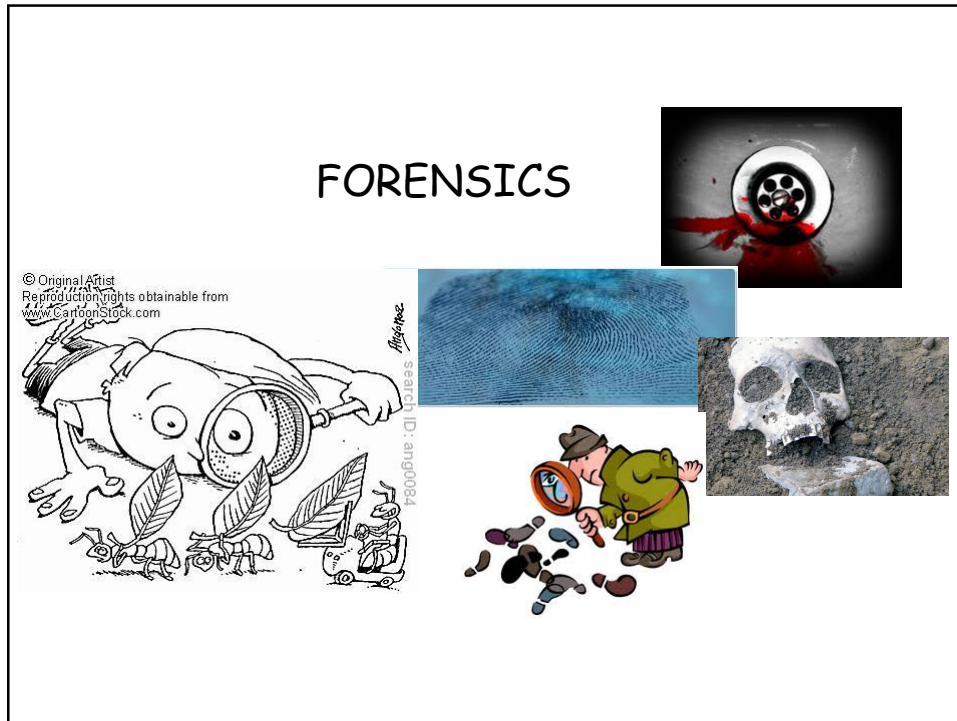 FORENSICS
© Original Artist
Reproduction rights obtainable from
www.CartoonStock.com
search ID: ang0084